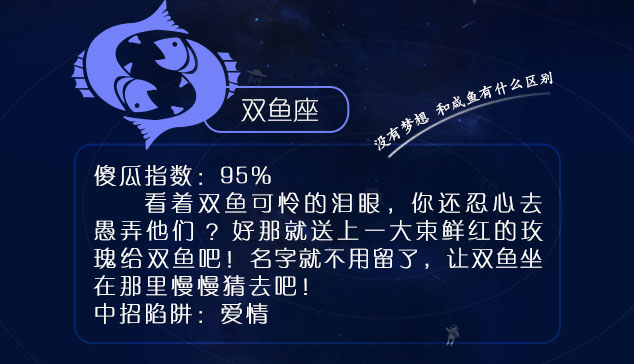 双鱼座
没有梦想 和咸鱼有什么区别
傻瓜指数：95%
看着双鱼可怜的泪眼，你还忍心去
愚弄他们？好那就送上一大束鲜红的玫
瑰给双鱼吧！名字就不用留了，让双鱼坐
在那里慢慢猜去吧！
中招陷阱：爱情